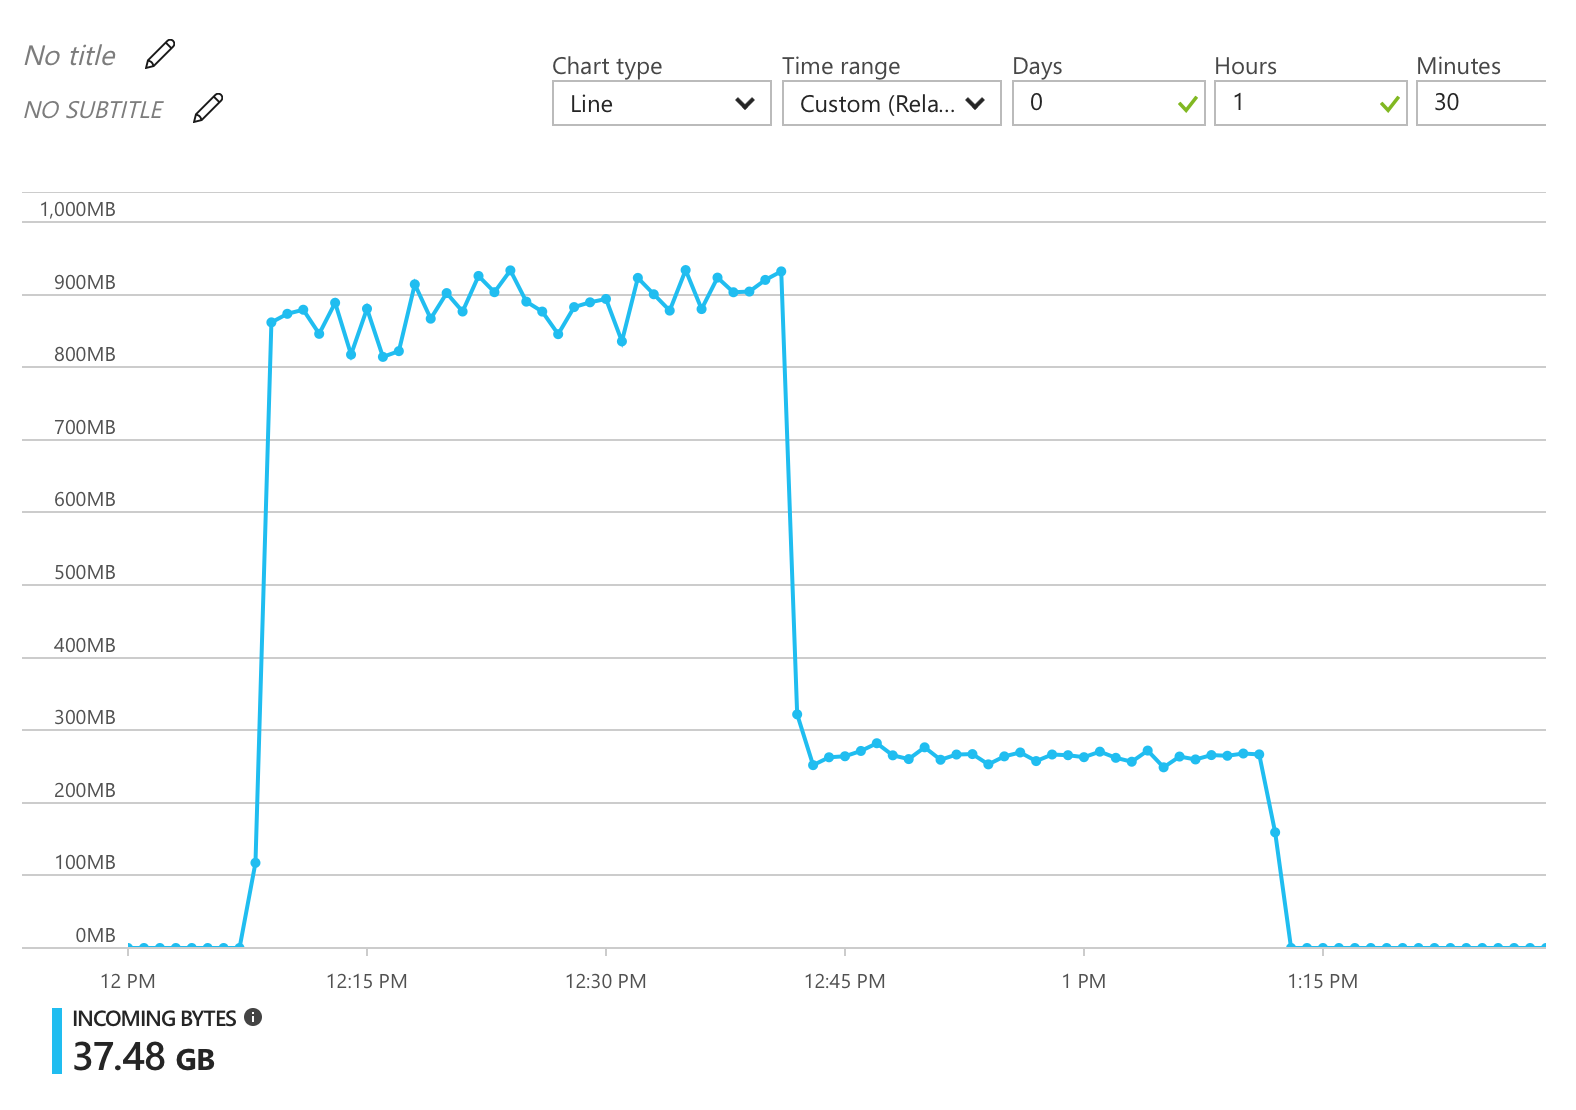 No title
NO SUBTITLE
Chart type Time range Days Hours Minutes
Line Custom (Rela... 0 1 30
1,000MB
900MB
800MB
700MB
600MB
500MB
400MB
300MB
200MB
100MB
0MB
12 PM 12:15 PM 12:30 PM 12:45 PM 1 PM 1:15 PM
INCOMING BYTES
37.48 GB